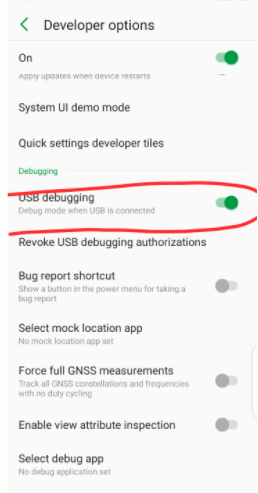 Developer options
On
Apply updates when device restarts
System UI demo mode
Quick settings developer tiles
Debugging
USB debugging
Debug mode when USB is connected
Revoke USB debugging authorizations
Bug report shortcut
Show a button in the power menu for taking a
bug report
Select mock location app
No mock location app set
Force full GNSS measurements
Track all GNSS constellations and frequencies
with no duty cycling
Enable view attribute inspection
Select debug app
No debug application set